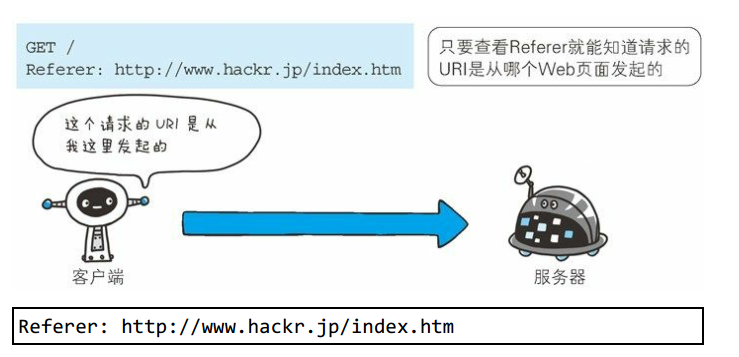 GET /
Referer: http://www.hackr.jp/index.htm
只要查看Referer就能知道请求的
URI是从哪个Web页面发起的
这个请求的 URI 是从
我这里发起的
客户端
服务器
Referer: http://www.hackr.jp/index.htm